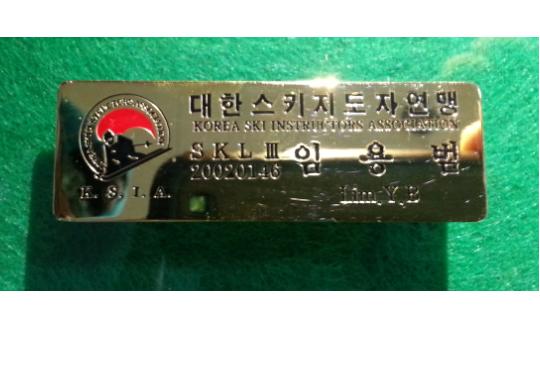 대한스키지도자연맹
KOREA SKI INSTRUCTORS ASSOCIATION
SKL Ⅲ 임용범
20020146
K. S. I. A.
Lim,Y,B